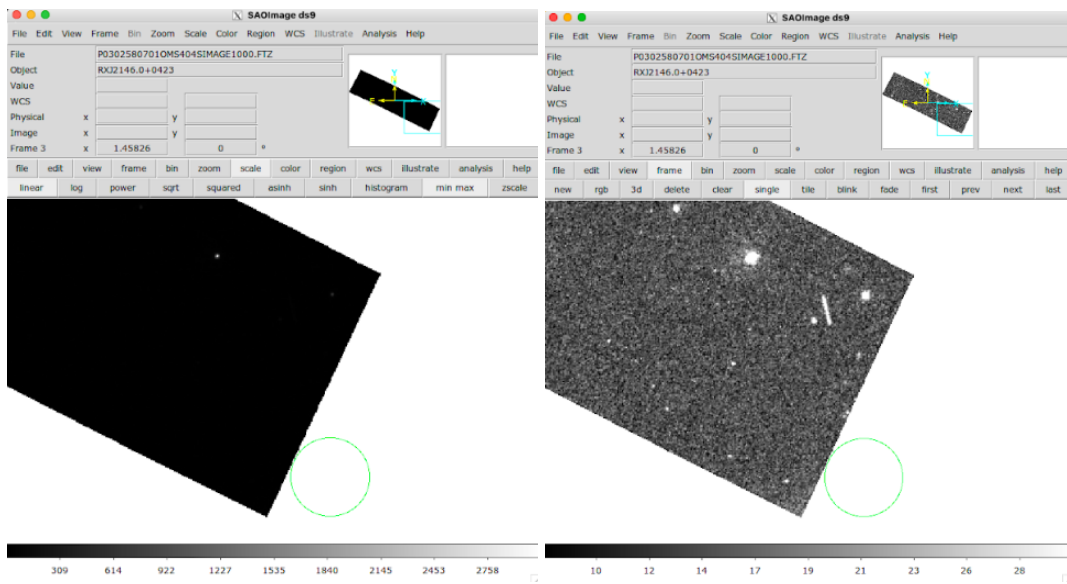 SAOImage ds9
File Edit View Frame Bin Zoom Scale Color Region WCS Illustrate Analysis Help
File P0302580701OMS404SIMAGE1000.FTZ
Object RXJ2146.0+0423
Value
WCS
Physical x y
Image x y
Frame 3 x 1.45826 0 °
Y
E
file edit view frame bin zoom scale color region wcs illustrate analysis help
linear log power sqrt squared asinh sinh histogram min max zscale
309 614 922 1227 1535 1840 2145 2453 2758
SAOImage ds9
File Edit View Frame Bin Zoom Scale Color Region WCS Illustrate Analysis Help
File P0302580701OMS404SIMAGE1000.FTZ
Object RXJ2146.0+0423
Value
WCS
Physical x y
Image x y
Frame 3 x 1.45826 0 °
Y
E
file edit view frame bin zoom scale color region wcs illustrate analysis help
new rgb 3d delete clear single tile blink fade first prev next last
10 12 14 16 17 19 21 23 24 26 28